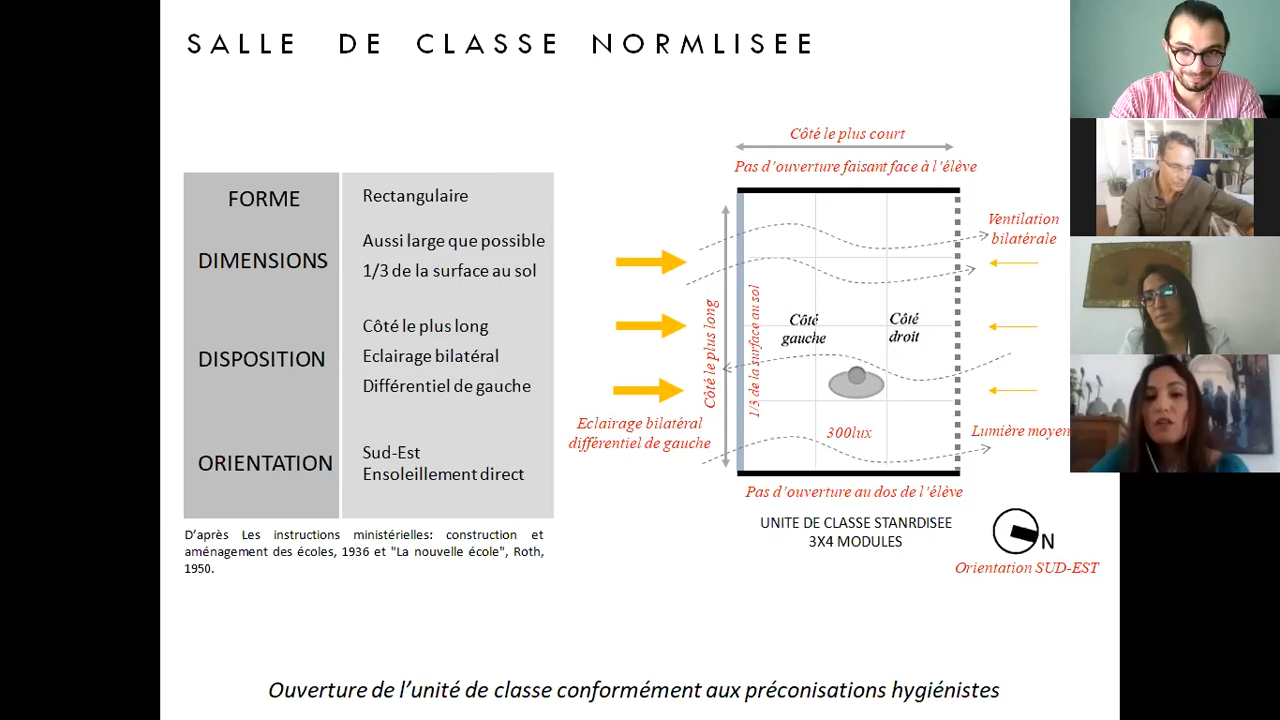 SALLE DE CLASSE NORMLISEE
FORME
Rectangulaire
DIMENSIONS
Aussi large que possible
1/3 de la surface au sol
DISPOSITION
Côté le plus long
Eclairage bilatéral
Différentiel de gauche
ORIENTATION
Sud-Est
Ensoleillement direct
D'après Les instructions ministérielles: construction et
aménagement des écoles, 1936 et "La nouvelle école", Roth,
1950.
Côté le plus court
Pas d'ouverture faisant face à l'élève
Ventilation
bilatérale
Côté le plus long
1/3 de la surface au sol
Côté
gauche
Côté
droit
Eclairage bilatéral
différentiel de gauche
300lux
Lumière moyen
Pas d'ouverture au dos de l'élève
UNITE DE CLASSE STANRDISEE
3X4 MODULES
N
Orientation SUD-EST
Ouverture de l'unité de classe conformément aux préconisations hygiénistes